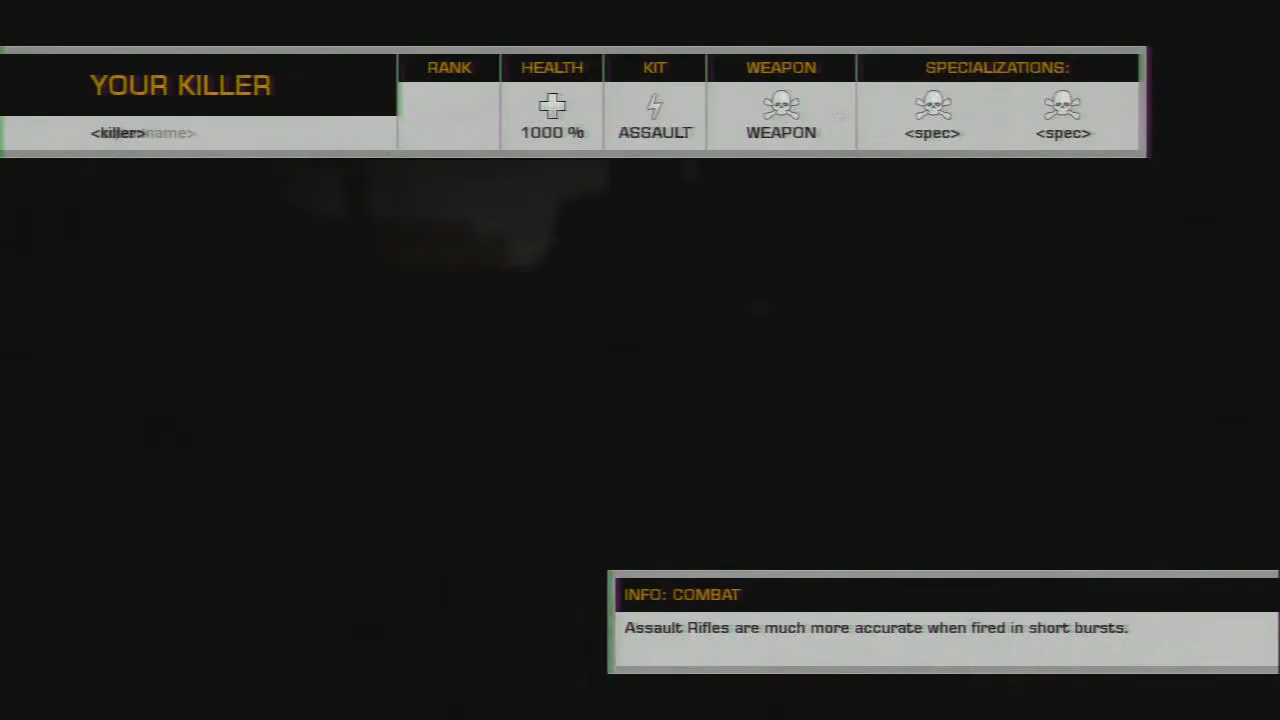 YOUR KILLER
RANK
HEALTH
KIT
WEAPON
SPECIALIZATIONS:
<killer>name>
1000 %
ASSAULT
WEAPON
<spec>
<spec>
INFO: COMBAT
Assault Rifles are much more accurate when fired in short bursts.